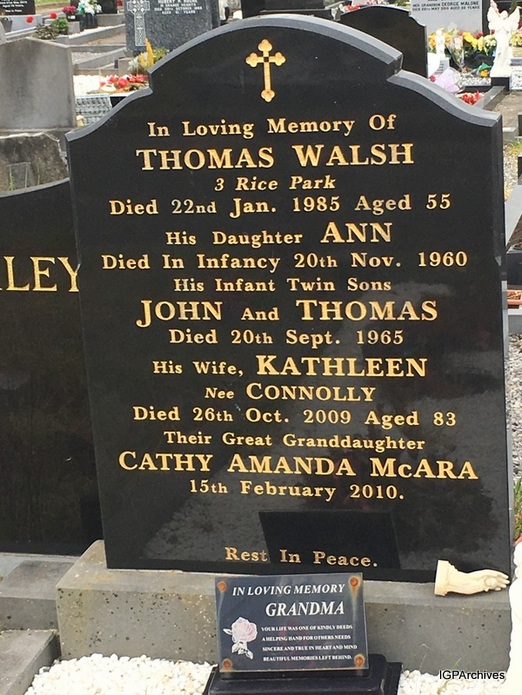 GEORGE MALONE
LEY
In Loving Memory Of
THOMAS WALSH
3 Rice Park
Died 22nd Jan. 1985 Aged 55
His Daughter ANN
Died In Infancy 20th Nov. 1960
His Infant Twin Sons
JOHN And THOMAS
Died 20th Sept. 1965
His Wife, KATHLEEN
Nee CONNOLLY
Died 26th Oct. 2009 Aged 83
Their Great Granddaughter
CATHY AMANDA McARA
15th February 2010.
Rest In Peace.
IN LOVING MEMORY
GRANDMA
YOUR LIFE WAS ONE OF KINDLY DEEDS
A HELPING HAND FOR OTHERS NEEDS
SINCERE AND TRUE IN HEART AND MIND
BEAUTIFUL MEMORIES LEFT BEHIND.
IGPArchives